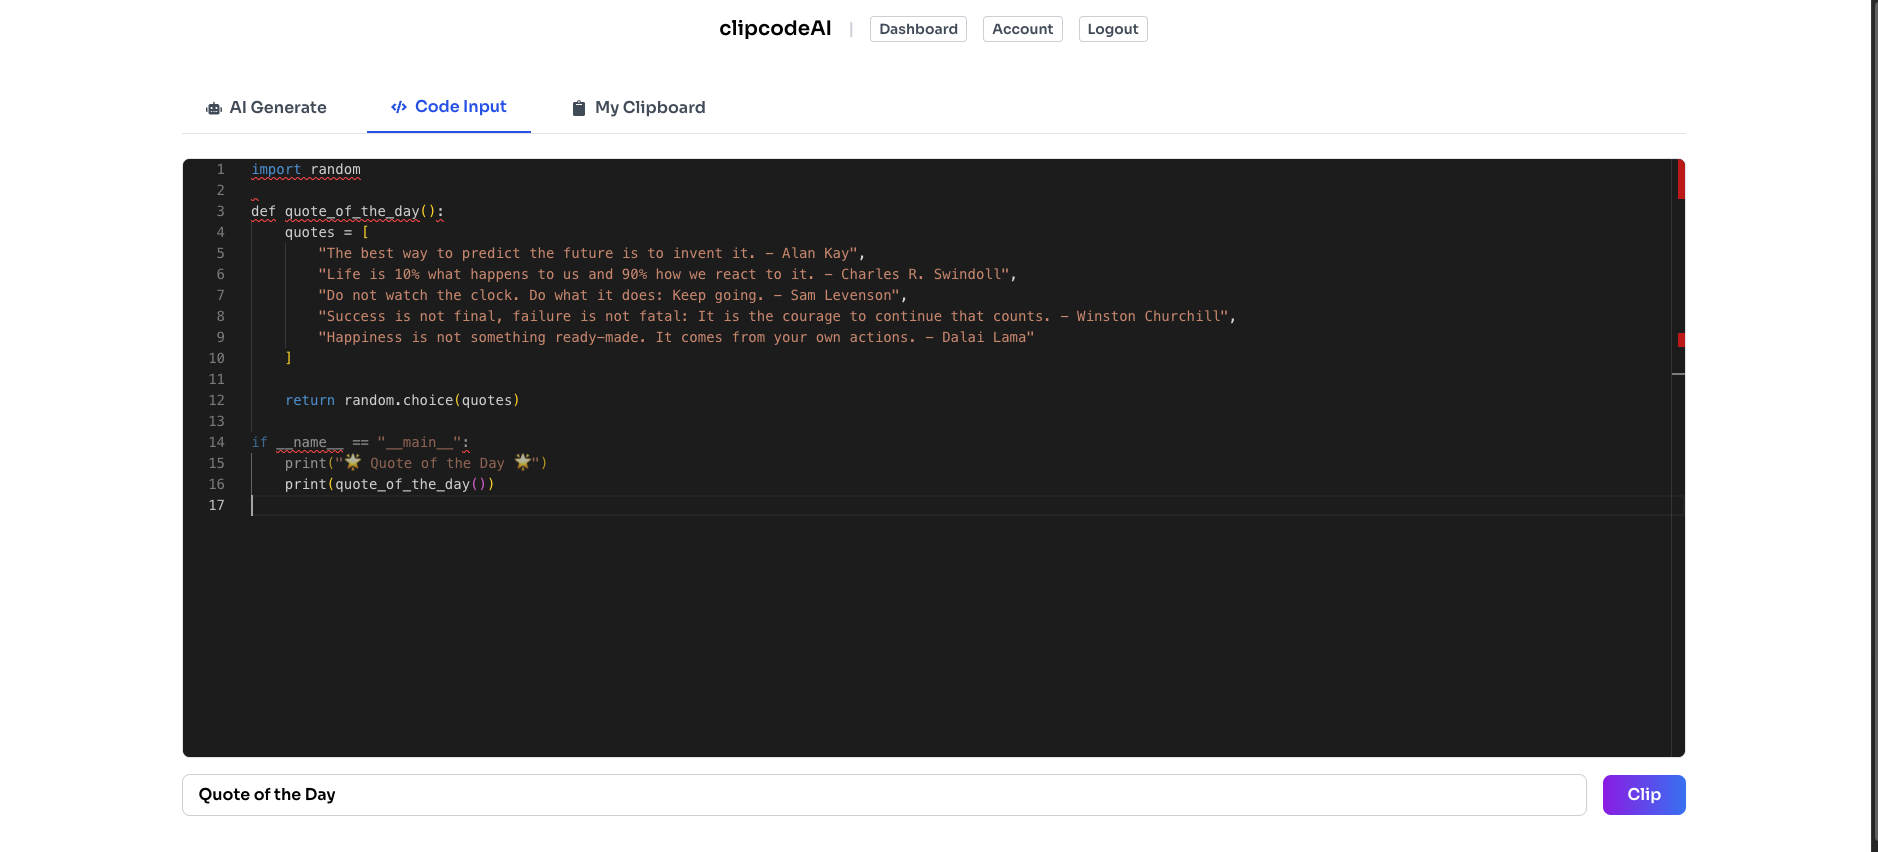 clipcodeAI | Dashboard Account Logout
AI Generate </> Code Input My Clipboard
1 import random
2
3 def quote_of_the_day():
4     quotes = [
5         "The best way to predict the future is to invent it. – Alan Kay",
6         "Life is 10% what happens to us and 90% how we react to it. – Charles R. Swindoll",
7         "Do not watch the clock. Do what it does: Keep going. – Sam Levenson",
8         "Success is not final, failure is not fatal: It is the courage to continue that counts. – Winston Churchill",
9         "Happiness is not something ready-made. It comes from your own actions. – Dalai Lama"
10     ]
11
12     return random.choice(quotes)
13
14 if __name__ == "__main__":
15     print("🌟 Quote of the Day 🌟")
16     print(quote_of_the_day())
17
Quote of the Day
Clip